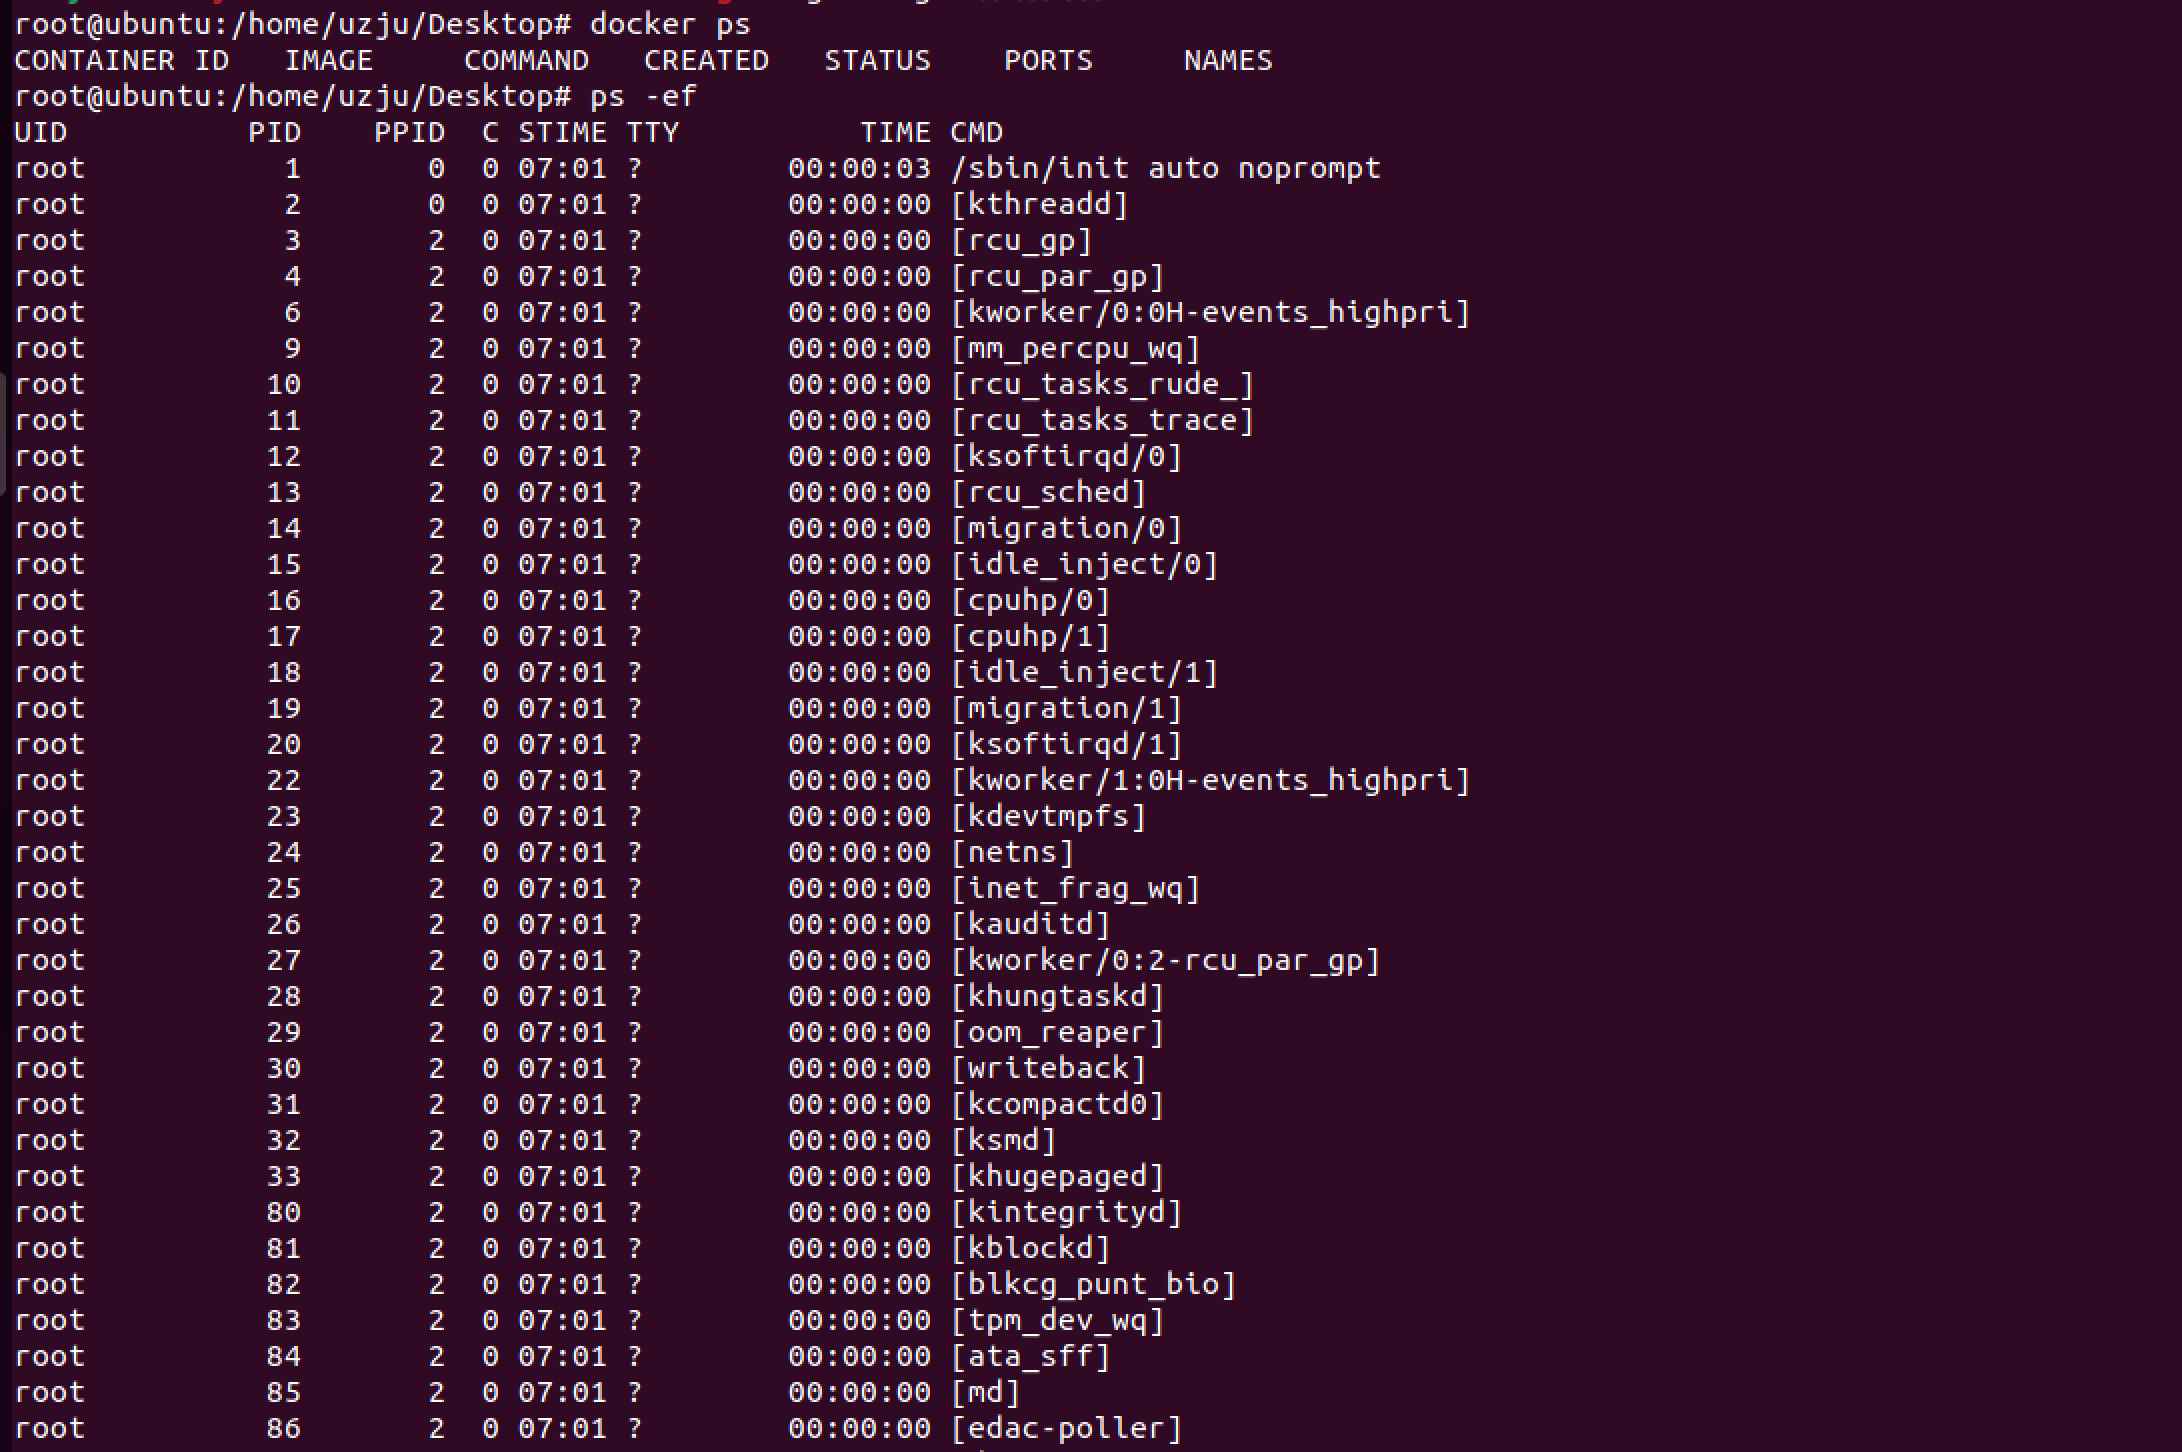 root@ubuntu:/home/uzju/Desktop# docker ps
CONTAINER ID   IMAGE     COMMAND   CREATED   STATUS    PORTS     NAMES
root@ubuntu:/home/uzju/Desktop# ps -ef
UID          PID    PPID  C STIME TTY          TIME CMD
root           1       0  0 07:01 ?        00:00:03 /sbin/init auto noprompt
root           2       0  0 07:01 ?        00:00:00 [kthreadd]
root           3       2  0 07:01 ?        00:00:00 [rcu_gp]
root           4       2  0 07:01 ?        00:00:00 [rcu_par_gp]
root           6       2  0 07:01 ?        00:00:00 [kworker/0:0H-events_highpri]
root           9       2  0 07:01 ?        00:00:00 [mm_percpu_wq]
root          10       2  0 07:01 ?        00:00:00 [rcu_tasks_rude_]
root          11       2  0 07:01 ?        00:00:00 [rcu_tasks_trace]
root          12       2  0 07:01 ?        00:00:00 [ksoftirqd/0]
root          13       2  0 07:01 ?        00:00:00 [rcu_sched]
root          14       2  0 07:01 ?        00:00:00 [migration/0]
root          15       2  0 07:01 ?        00:00:00 [idle_inject/0]
root          16       2  0 07:01 ?        00:00:00 [cpuhp/0]
root          17       2  0 07:01 ?        00:00:00 [cpuhp/1]
root          18       2  0 07:01 ?        00:00:00 [idle_inject/1]
root          19       2  0 07:01 ?        00:00:00 [migration/1]
root          20       2  0 07:01 ?        00:00:00 [ksoftirqd/1]
root          22       2  0 07:01 ?        00:00:00 [kworker/1:0H-events_highpri]
root          23       2  0 07:01 ?        00:00:00 [kdevtmpfs]
root          24       2  0 07:01 ?        00:00:00 [netns]
root          25       2  0 07:01 ?        00:00:00 [inet_frag_wq]
root          26       2  0 07:01 ?        00:00:00 [kauditd]
root          27       2  0 07:01 ?        00:00:00 [kworker/0:2-rcu_par_gp]
root          28       2  0 07:01 ?        00:00:00 [khungtaskd]
root          29       2  0 07:01 ?        00:00:00 [oom_reaper]
root          30       2  0 07:01 ?        00:00:00 [writeback]
root          31       2  0 07:01 ?        00:00:00 [kcompactd0]
root          32       2  0 07:01 ?        00:00:00 [ksmd]
root          33       2  0 07:01 ?        00:00:00 [khugepaged]
root          80       2  0 07:01 ?        00:00:00 [kintegrityd]
root          81       2  0 07:01 ?        00:00:00 [kblockd]
root          82       2  0 07:01 ?        00:00:00 [blkcg_punt_bio]
root          83       2  0 07:01 ?        00:00:00 [tpm_dev_wq]
root          84       2  0 07:01 ?        00:00:00 [ata_sff]
root          85       2  0 07:01 ?        00:00:00 [md]
root          86       2  0 07:01 ?        00:00:00 [edac-poller]